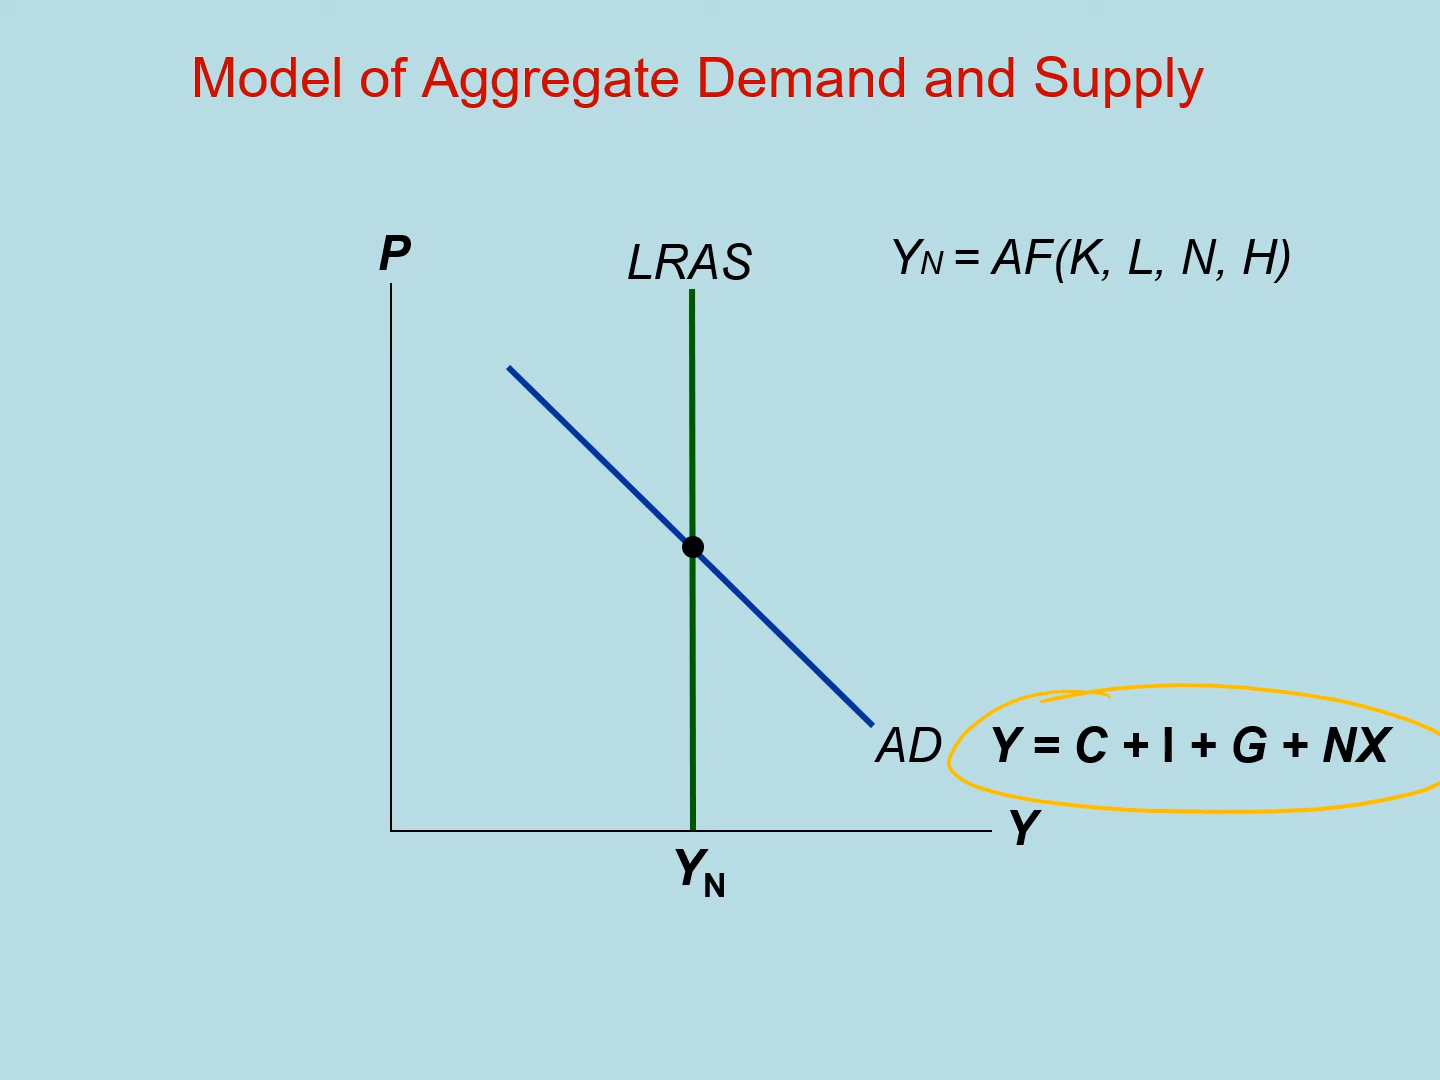 Model of Aggregate Demand and Supply
P
LRAS
YN = AF(K, L, N, H)
AD
Y = C + I + G + NX
Y
YN